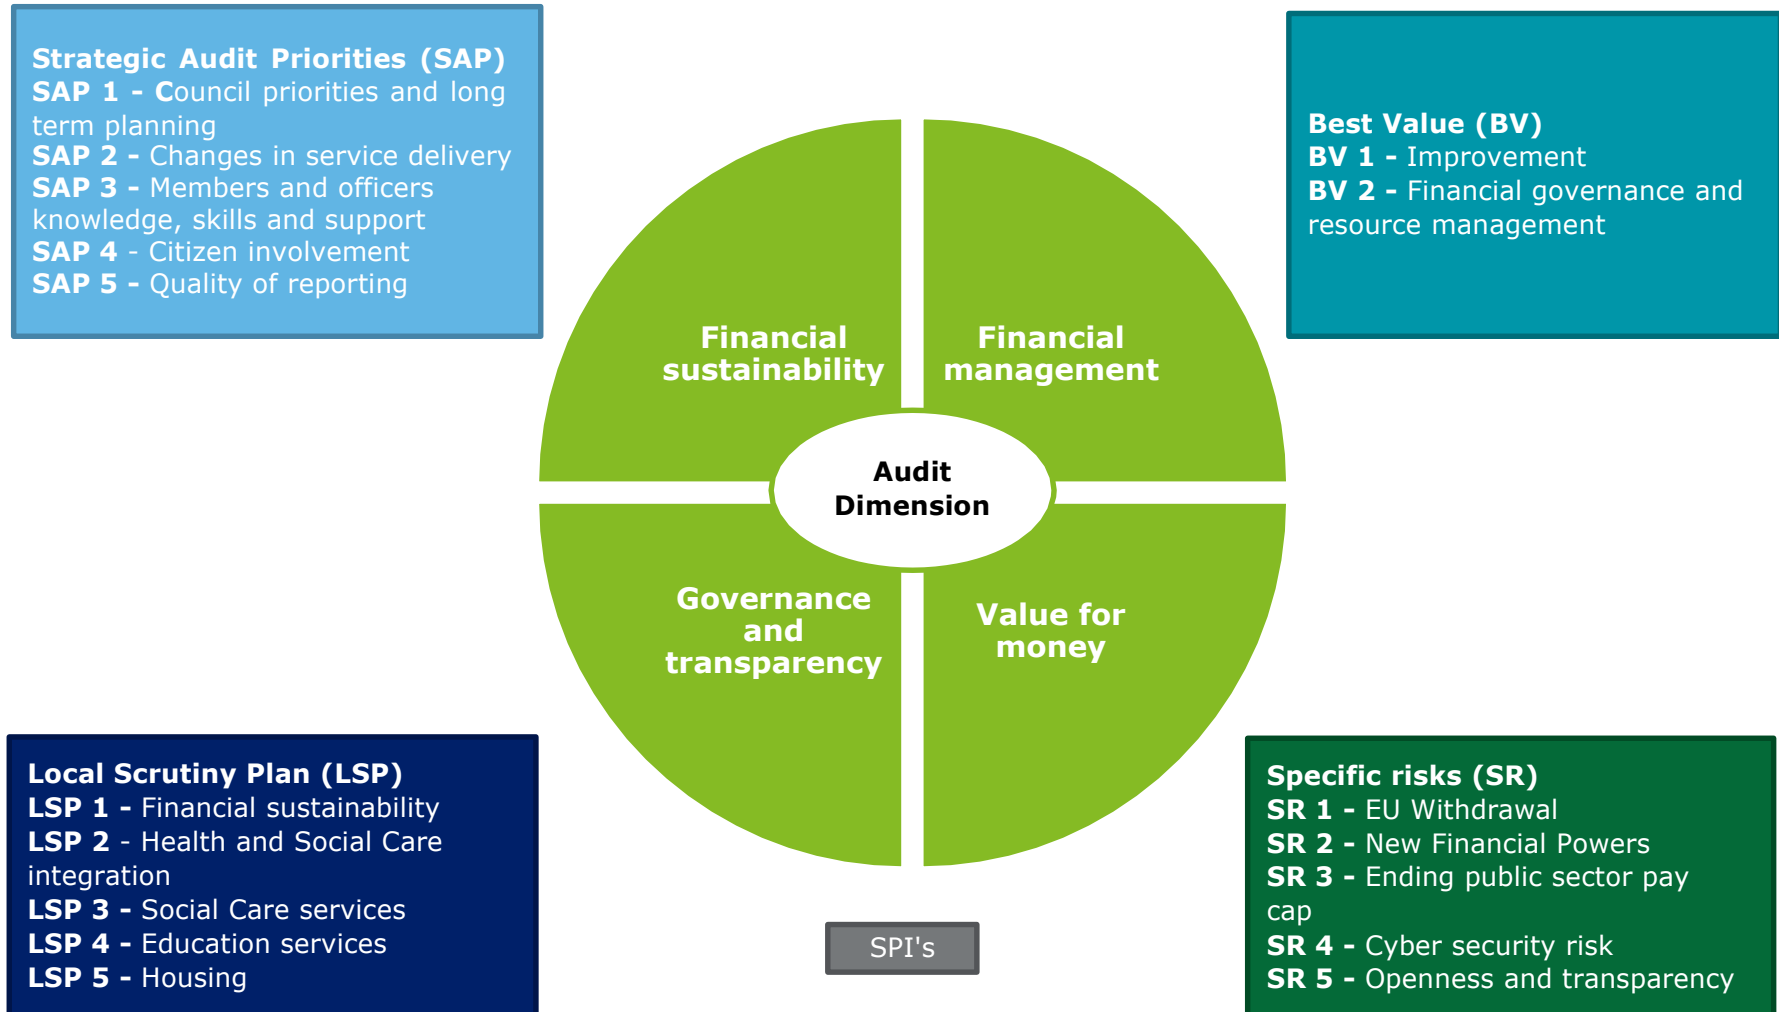 Strategic Audit Priorities (SAP)
SAP 1 - Council priorities and long
term planning
SAP 2 - Changes in service delivery
SAP 3 - Members and officers
knowledge, skills and support
SAP 4 - Citizen involvement
SAP 5 - Quality of reporting
Best Value (BV)
BV 1 - Improvement
BV 2 - Financial governance and
resource management
Financial
sustainability
Financial
management
Audit
Dimension
Governance
and
transparency
Value for
money
Local Scrutiny Plan (LSP)
LSP 1 - Financial sustainability
LSP 2 - Health and Social Care
integration
LSP 3 - Social Care services
LSP 4 - Education services
LSP 5 - Housing
SPI's
Specific risks (SR)
SR 1 - EU Withdrawal
SR 2 - New Financial Powers
SR 3 - Ending public sector pay
cap
SR 4 - Cyber security risk
SR 5 - Openness and transparency